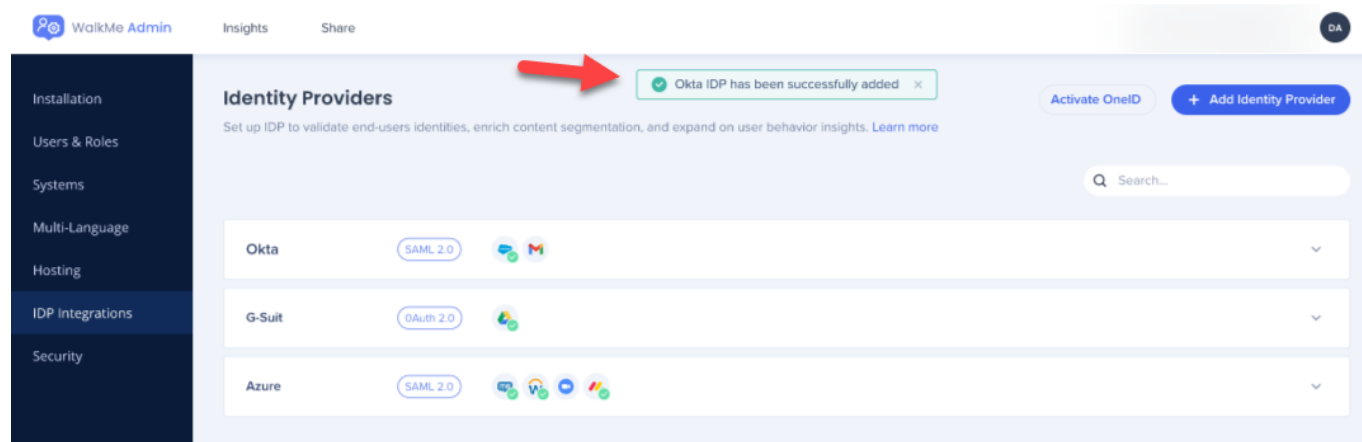 WalkMe Admin
Insights
Share
DA
Installation
Users & Roles
Systems
Multi-Language
Hosting
IDP Integrations
Security
Identity Providers
Okta IDP has been successfully added ×
Activate OneID
+ Add Identity Provider
Set up IDP to validate end-users identities, enrich content segmentation, and expand on user behavior insights. Learn more
Search...
Okta
SAML 2.0
G-Suit
OAuth 2.0
Azure
SAML 2.0